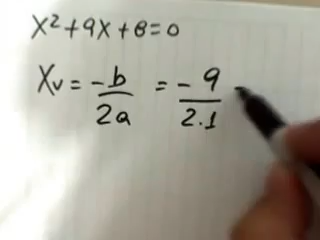 x²+9x+8=0
Xv = -b/2a = -9/2.1